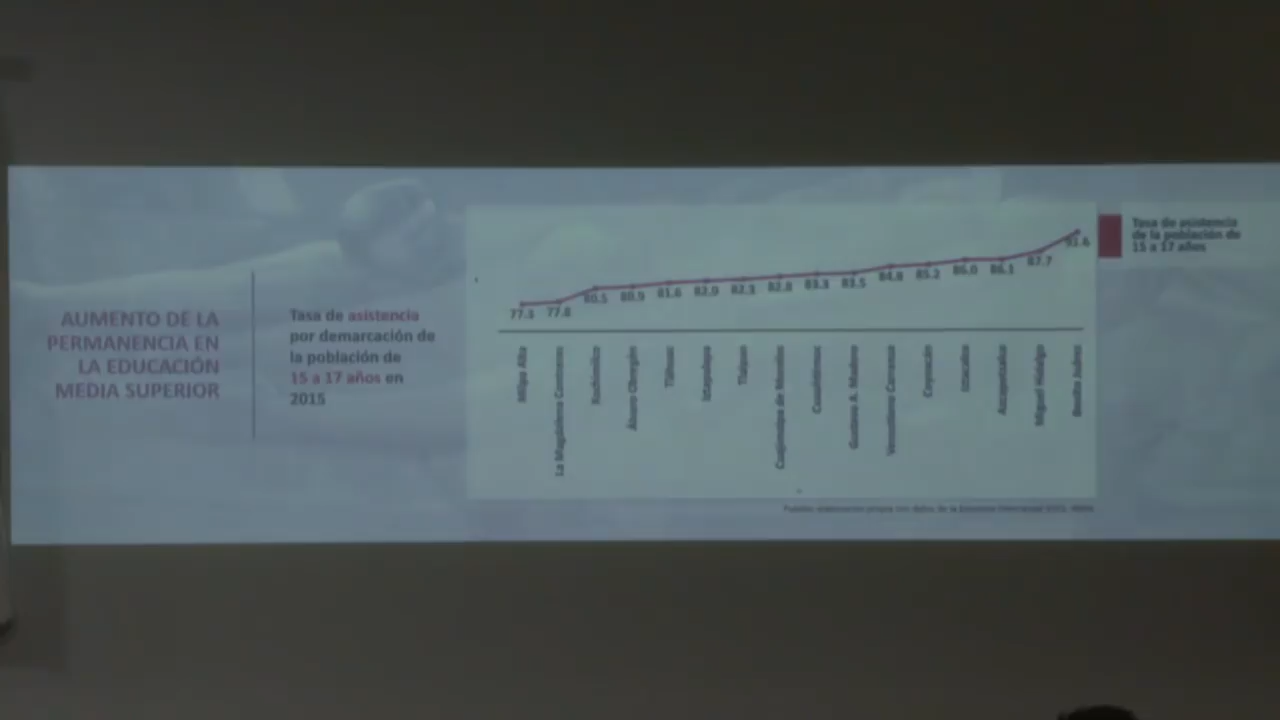 AUMENTO DE LA
PERMANENCIA EN
LA EDUCACIÓN
MEDIA SUPERIOR
Tasa de asistencia
por demarcación de
la población de
15 a 17 años en
2015
77.3 77.8 80.5 80.9 81.6 82.0 82.3 82.8 83.3 83.5 84.8 85.2 86.0 86.1 87.7 93.6
Milpa Alta
La Magdalena Contreras
Xochimilco
Álvaro Obregón
Tláhuac
Iztapalapa
Tlalpan
Cuajimalpa de Morelos
Cuauhtémoc
Gustavo A. Madero
Venustiano Carranza
Coyoacán
Iztacalco
Azcapotzalco
Miguel Hidalgo
Benito Juárez
Tasa de asistencia
de la población de
15 a 17 años